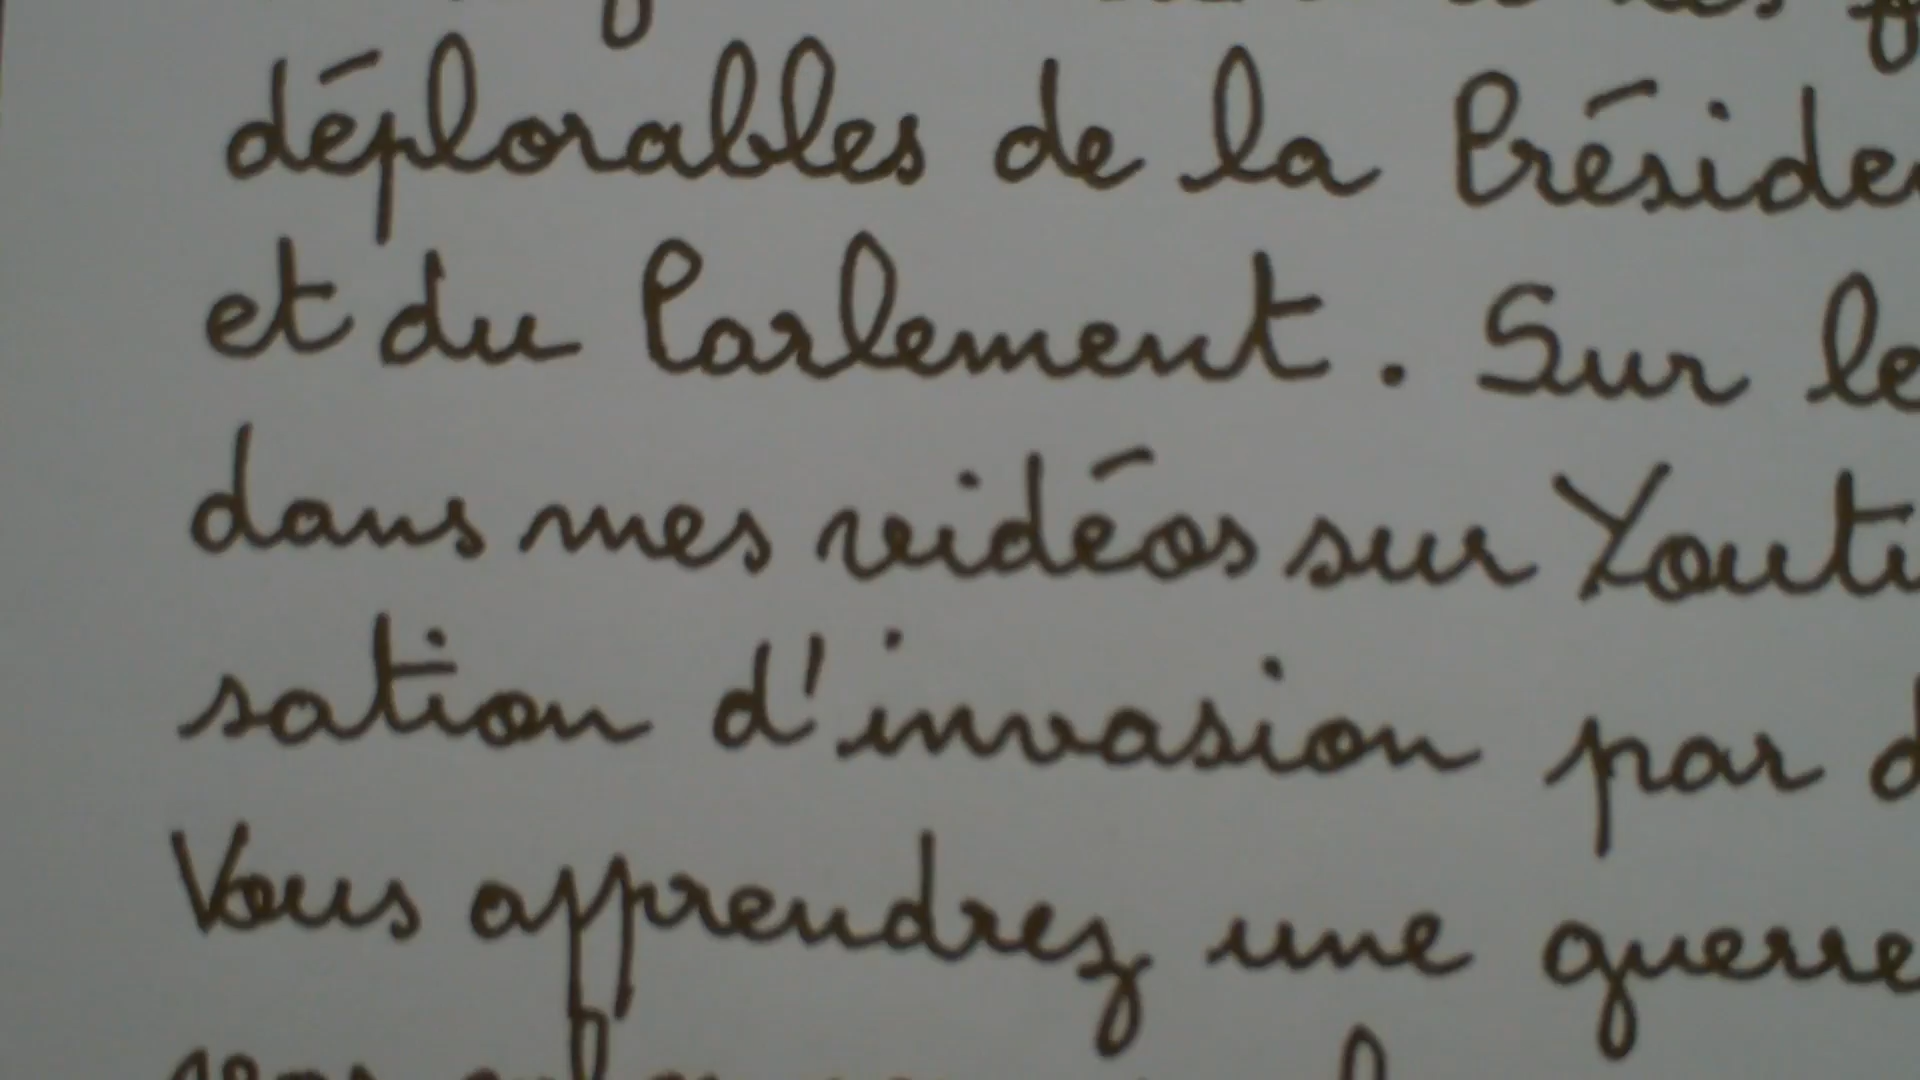 déplorables de la Préside
et du Parlement. Sur le
dans mes vidéos sur Youtu
sation d'invasion par d
Vous apprendrez une guerre